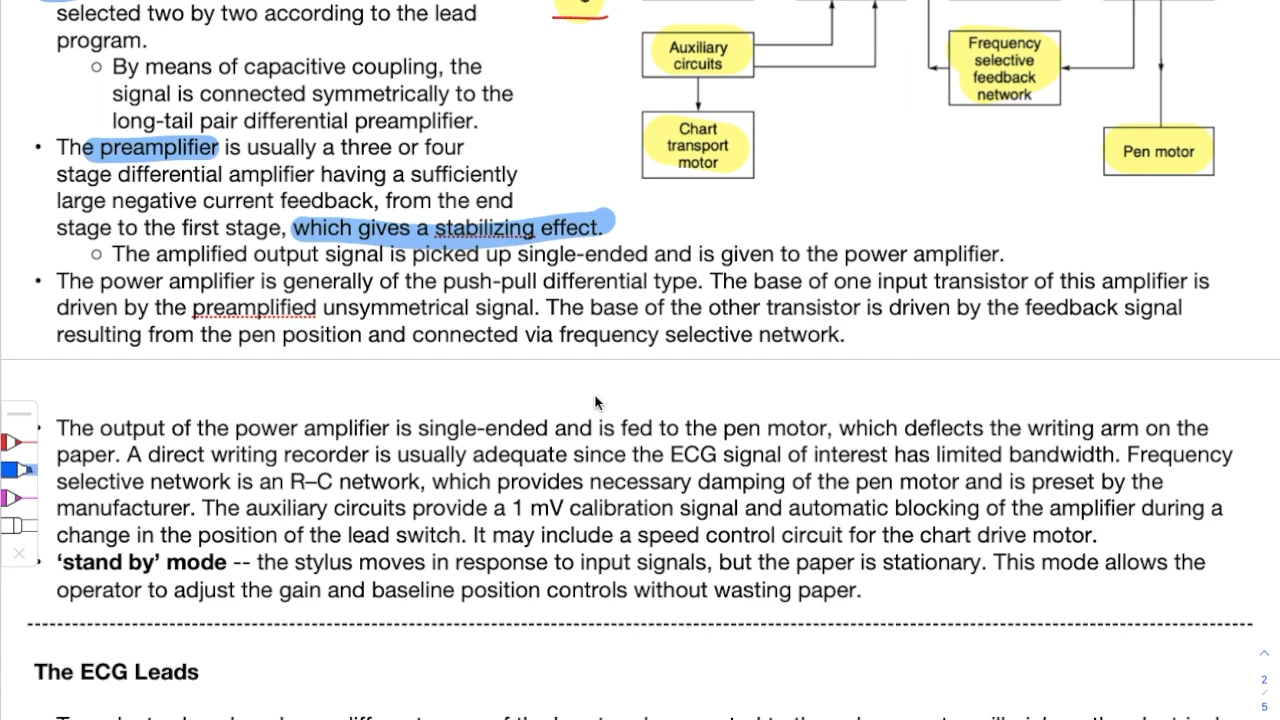 selected two by two according to the lead
program.
○ By means of capacitive coupling, the
signal is connected symmetrically to the
long-tail pair differential preamplifier.
• The preamplifier is usually a three or four
stage differential amplifier having a sufficiently
large negative current feedback, from the end
stage to the first stage, which gives a stabilizing effect.
○ The amplified output signal is picked up single-ended and is given to the power amplifier.
• The power amplifier is generally of the push-pull differential type. The base of one input transistor of this amplifier is
driven by the preamplified unsymmetrical signal. The base of the other transistor is driven by the feedback signal
resulting from the pen position and connected via frequency selective network.
Auxiliary
circuits
Chart
transport
motor
Frequency
selective
feedback
network
Pen motor
The output of the power amplifier is single-ended and is fed to the pen motor, which deflects the writing arm on the
paper. A direct writing recorder is usually adequate since the ECG signal of interest has limited bandwidth. Frequency
selective network is an R–C network, which provides necessary damping of the pen motor and is preset by the
manufacturer. The auxiliary circuits provide a 1 mV calibration signal and automatic blocking of the amplifier during a
change in the position of the lead switch. It may include a speed control circuit for the chart drive motor.
‘stand by’ mode -- the stylus moves in response to input signals, but the paper is stationary. This mode allows the
operator to adjust the gain and baseline position controls without wasting paper.
The ECG Leads
2
/
5